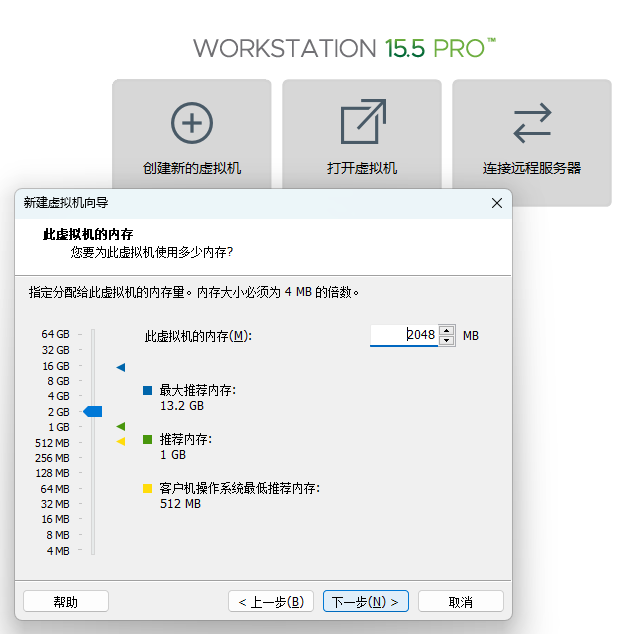 WORKSTATION 15.5 PRO™
创建新的虚拟机
打开虚拟机
连接远程服务器
新建虚拟机向导
此虚拟机的内存
您要为此虚拟机使用多少内存?
指定分配给此虚拟机的内存量。内存大小必须为 4 MB 的倍数。
此虚拟机的内存(M): 2048 MB
64 GB
32 GB
16 GB
8 GB
4 GB
2 GB
1 GB
512 MB
256 MB
128 MB
64 MB
32 MB
16 MB
8 MB
4 MB
最大推荐内存:
13.2 GB
推荐内存:
1 GB
客户机操作系统最低推荐内存:
512 MB
帮助
< 上一步(B)
下一步(N) >
取消